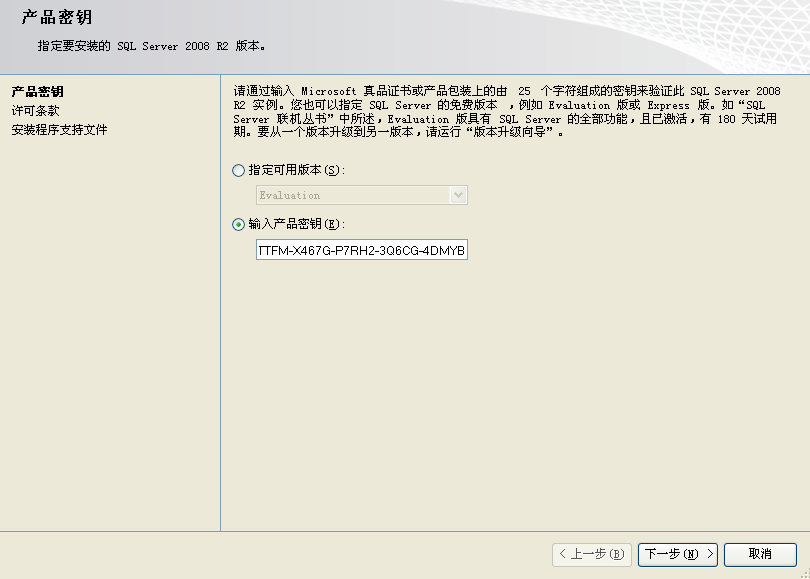 产品密钥
指定要安装的 SQL Server 2008 R2 版本。
产品密钥
许可条款
安装程序支持文件
请通过输入 Microsoft 真品证书或产品包装上的由 25 个字符组成的密钥来验证此 SQL Server 2008
R2 实例。您也可以指定 SQL Server 的免费版本 ，例如 Evaluation 版或 Express 版。如“SQL
Server 联机丛书”中所述，Evaluation 版具有 SQL Server 的全部功能，且已激活，有 180 天试用
期。要从一个版本升级到另一版本，请运行“版本升级向导”。
指定可用版本(S):
Evaluation
输入产品密钥(E):
TTFM-X467G-P7RH2-3Q6CG-4DMYB
< 上一步(B)
下一步(N) >
取消